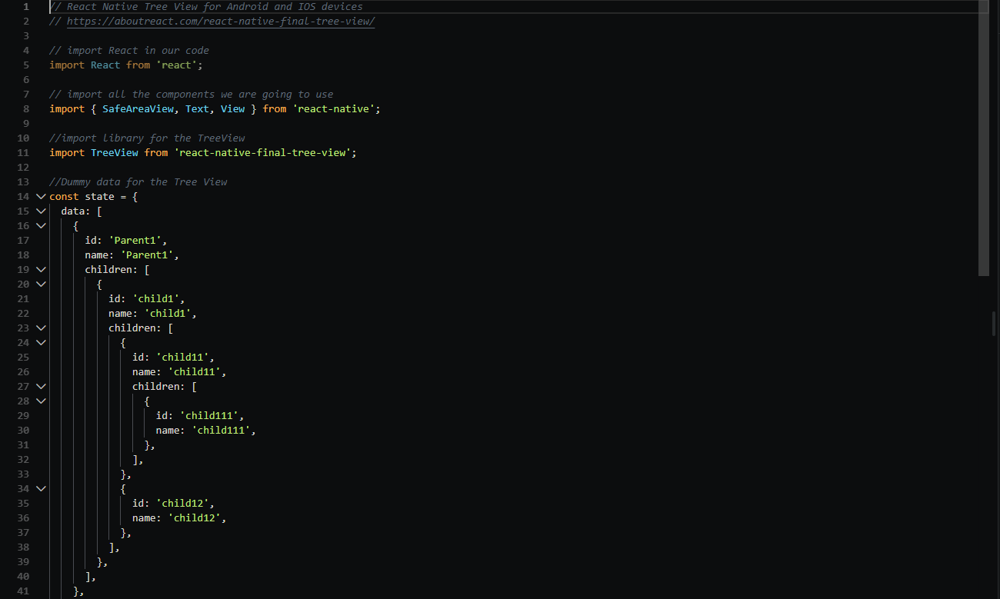 1 // React Native Tree View for Android and IOS devices
2 // https://aboutreact.com/react-native-final-tree-view/
3
4 // import React in our code
5 import React from 'react';
6
7 // import all the components we are going to use
8 import { SafeAreaView, Text, View } from 'react-native';
9
10 //import library for the TreeView
11 import TreeView from 'react-native-final-tree-view';
12
13 //Dummy data for the Tree View
14 const state = {
15   data: [
16     {
17       id: 'Parent1',
18       name: 'Parent1',
19       children: [
20         {
21           id: 'child1',
22           name: 'child1',
23           children: [
24             {
25               id: 'child11',
26               name: 'child11',
27               children: [
28                 {
29                   id: 'child111',
30                   name: 'child111',
31                 },
32               ],
33             },
34             {
35               id: 'child12',
36               name: 'child12',
37             },
38           ],
39         },
40       ],
41     },